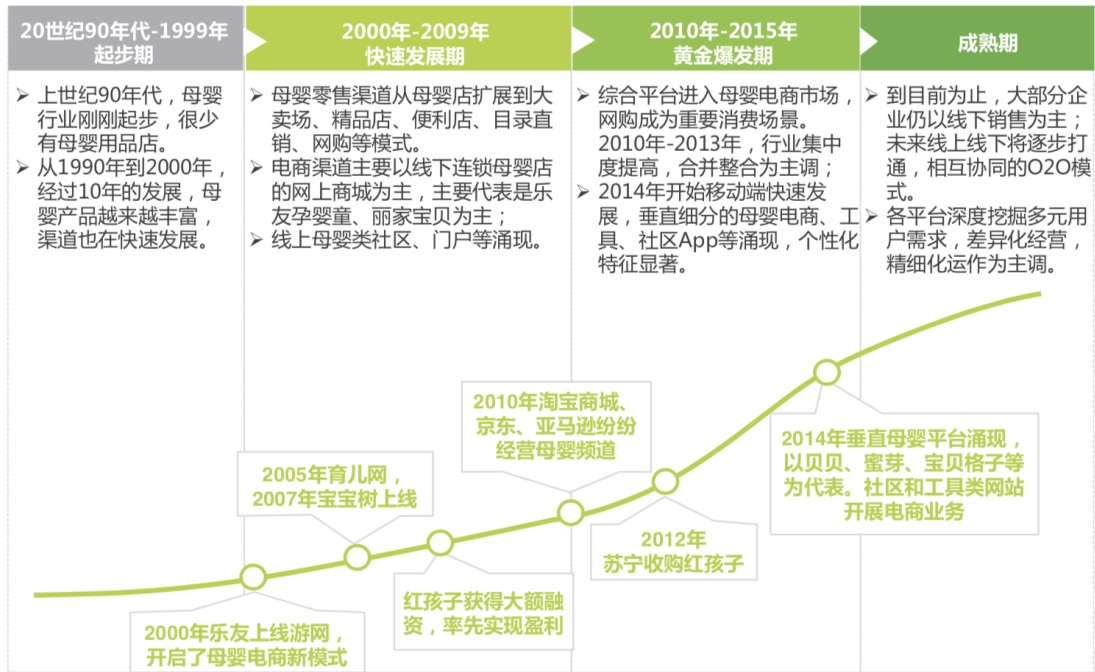 20世纪90年代-1999年
起步期
2000年-2009年
快速发展期
2010年-2015年
黄金爆发期
成熟期
➢ 上世纪90年代，母婴
行业刚刚起步，很少
有母婴用品店。
➢ 从1990年到2000年，
经过10年的发展，母
婴产品越来越丰富，
渠道也在快速发展。
➢ 母婴零售渠道从母婴店扩展到大
卖场、精品店、便利店、目录直
销、网购等模式。
➢ 电商渠道主要以线下连锁母婴店
的网上商城为主，主要代表是乐
友孕婴童、丽家宝贝为主；
➢ 线上母婴类社区、门户等涌现。
➢ 综合平台进入母婴电商市场，
网购成为重要消费场景。
2010年-2013年，行业集中
度提高，合并整合为主调；
➢ 2014年开始移动端快速发
展，垂直细分的母婴电商、工
具、社区App等涌现，个性化
特征显著。
➢ 到目前为止，大部分企
业仍以线下销售为主；
未来线上线下将逐步打
通，相互协同的O2O模
式。
➢ 各平台深度挖掘多元用
户需求，差异化经营，
精细化运作为主调。
2000年乐友上线游网，
开启了母婴电商新模式
2005年育儿网，
2007年宝宝树上线
红孩子获得大额融
资，率先实现盈利
2010年淘宝商城、
京东、亚马逊纷纷
经营母婴频道
2012年
苏宁收购红孩子
2014年垂直母婴平台涌现，
以贝贝、蜜芽、宝贝格子等
为代表。社区和工具类网站
开展电商业务